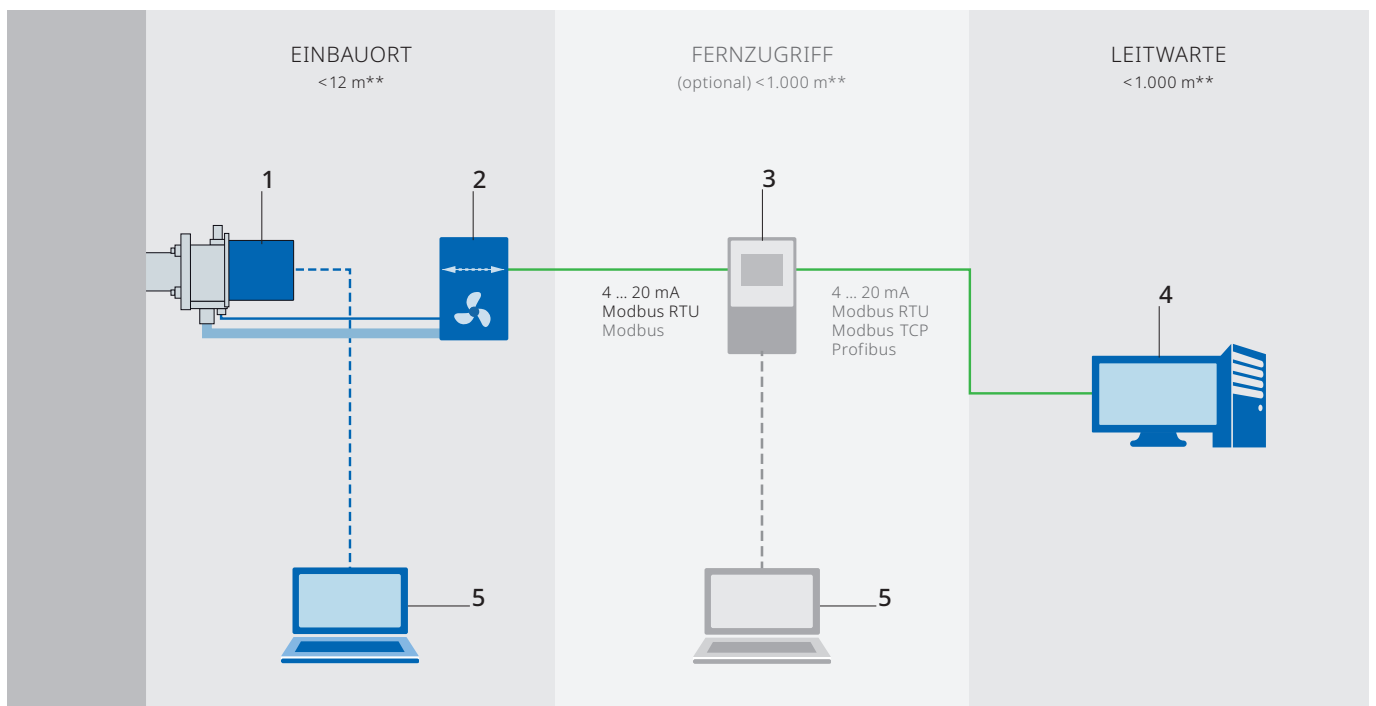 EINBAUORT
<12 m**
FERNZUGRIFF
(optional) <1.000 m**
LEITWARTE
<1.000 m**
1
2
3
4 ... 20 mA
Modbus RTU
Modbus
4 ... 20 mA
Modbus RTU
Modbus TCP
Profibus
4
5
5